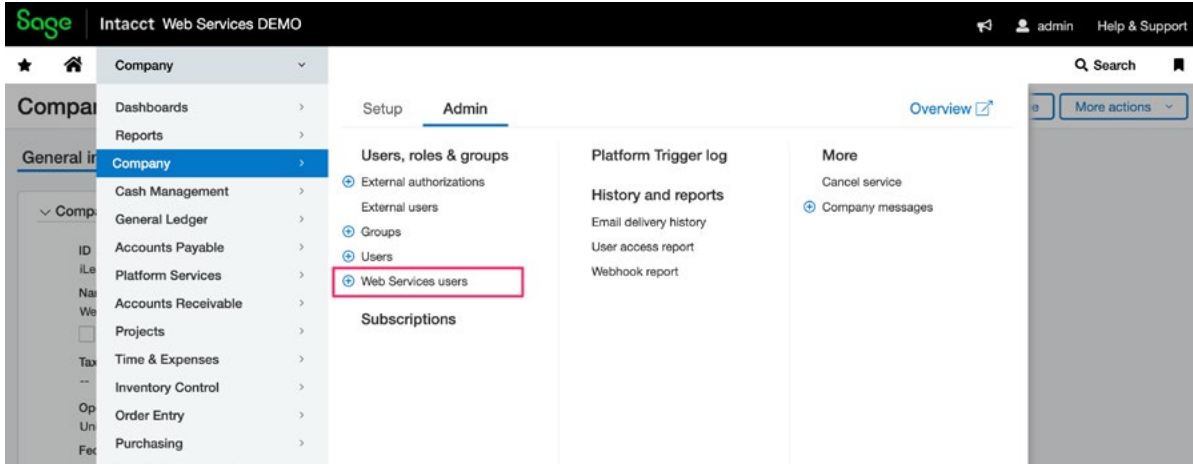 Sage Intacct Web Services DEMO admin Help & Support
Company Search
Compa More actions
General in
Comp
ID
iLe
Na
We
Tax
--
Op
Un
Fed
Dashboards
Reports
Company
Cash Management
General Ledger
Accounts Payable
Platform Services
Accounts Receivable
Projects
Time & Expenses
Inventory Control
Order Entry
Purchasing
Setup Admin Overview
Users, roles & groups
External authorizations
External users
Groups
Users
Web Services users
Subscriptions
Platform Trigger log
History and reports
Email delivery history
User access report
Webhook report
More
Cancel service
Company messages